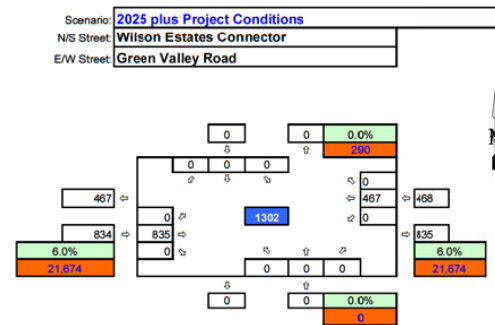 Scenario: 2025 plus Project Conditions
N/S Street: Wilson Estates Connector
E/W Street: Green Valley Road
0 0 0.0%
290
0 0 0
0
467 467 468
0
1302
0
834 835 835
0
6.0% 6.0%
21,674 21,674
0 0 0
0 0 0.0%
0